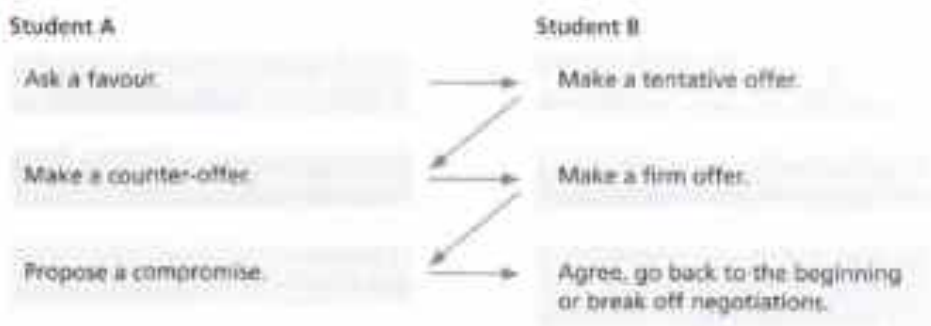 Student A
Student B
Ask a favour.
Make a tentative offer.
Make a counter-offer.
Make a firm offer.
Propose a compromise.
Agree, go back to the beginning
or break off negotiations.